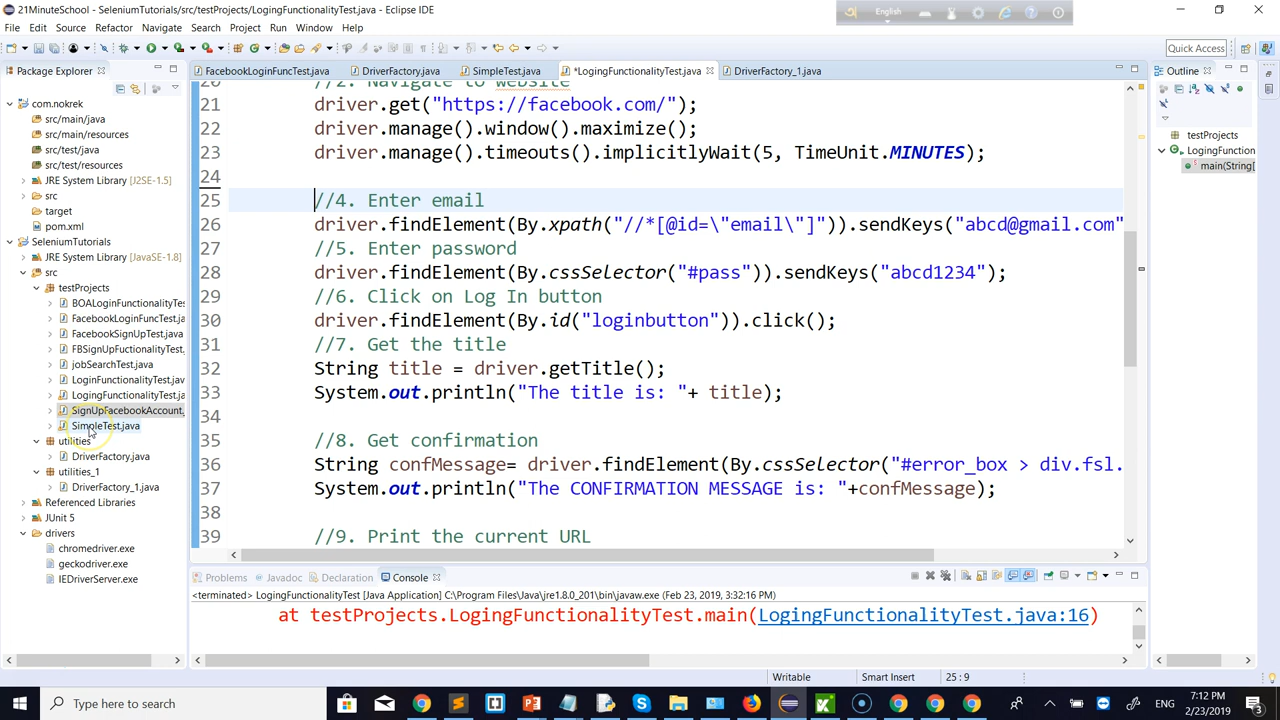 21MinuteSchool - SeleniumTutorials/src/testProjects/LogingFunctionalityTest.java - Eclipse IDE
English
File Edit Source Refactor Navigate Search Project Run Window Help
Quick Access
Package Explorer
FacebookLoginFuncTest.java
DriverFactory.java
SimpleTest.java
*LogingFunctionalityTest.java
DriverFactory_1.java
Outline
com.nokrek
src/main/java
src/main/resources
src/test/java
src/test/resources
JRE System Library [J2SE-1.5]
src
target
pom.xml
SeleniumTutorials
JRE System Library [JavaSE-1.8]
src
testProjects
BOALoginFunctionalityTes
FacebookLoginFuncTest.ja
FacebookSignUpTest.java
FBSignUpFuctionalityTest.
jobSearchTest.java
LoginFunctionalityTest.jav
LogingFunctionalityTest.ja
SignUpFacebookAccount.
SimpleTest.java
utilities
DriverFactory.java
utilities_1
DriverFactory_1.java
Referenced Libraries
JUnit 5
drivers
chromedriver.exe
geckodriver.exe
IEDriverServer.exe
20 //2. Navigate to website
21 driver.get("https://facebook.com/");
22 driver.manage().window().maximize();
23 driver.manage().timeouts().implicitlyWait(5, TimeUnit.MINUTES);
24
25 //4. Enter email
26 driver.findElement(By.xpath("//*[@id=\"email\"]")).sendKeys("abcd@gmail.com"
27 //5. Enter password
28 driver.findElement(By.cssSelector("#pass")).sendKeys("abcd1234");
29 //6. Click on Log In button
30 driver.findElement(By.id("loginbutton")).click();
31 //7. Get the title
32 String title = driver.getTitle();
33 System.out.println("The title is: "+ title);
34
35 //8. Get confirmation
36 String confMessage= driver.findElement(By.cssSelector("#error_box > div.fsl.
37 System.out.println("The CONFIRMATION MESSAGE is: "+confMessage);
38
39 //9. Print the current URL
testProjects
LogingFunction
main(String[
Problems Javadoc Declaration Console
<terminated> LogingFunctionalityTest [Java Application] C:\Program Files\Java\jre1.8.0_201\bin\javaw.exe (Feb 23, 2019, 3:32:16 PM)
at testProjects.LogingFunctionalityTest.main(LogingFunctionalityTest.java:16)
Writable Smart Insert 25 : 9
Type here to search
ENG
7:12 PM
2/23/2019
3